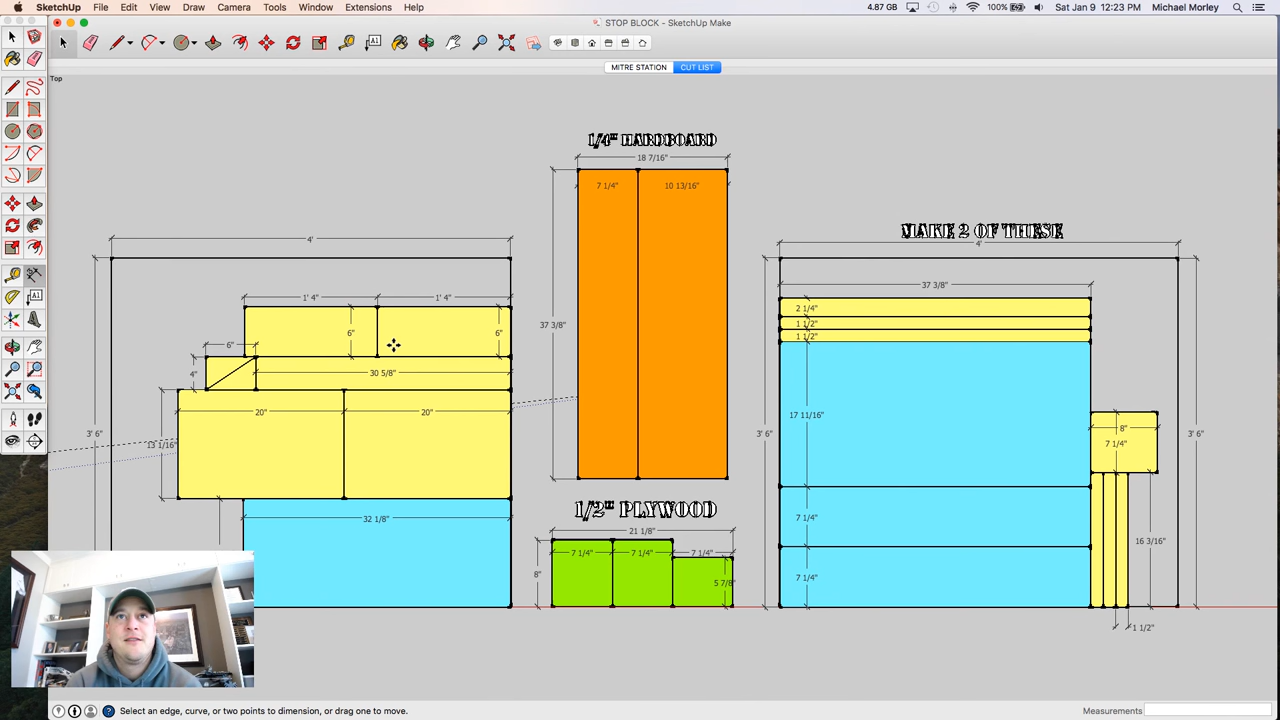 SketchUp File Edit View Draw Camera Tools Window Extensions Help 4.87 GB 100% Sat Jan 9 12:23 PM Michael Morley
STOP BLOCK - SketchUp Make
MITRE STATION CUT LIST
Top
1/4" HARDBOARD
18 7/16"
7 1/4" 10 13/16"
37 3/8"
MAKE 2 OF THESE
4'
4'
37 3/8"
1' 4" 1' 4"
2 1/4"
1 1/2"
1 1/2"
6" 6"
6"
4" 30 5/8"
20" 20"
17 11/16"
8"
7 1/4"
3' 6"
13 1/16"
3' 6" 3' 6"
1/2" PLYWOOD
32 1/8"
21 1/8"
7 1/4" 7 1/4" 7 1/4"
8" 5 7/8"
7 1/4"
7 1/4"
16 3/16"
1 1/2"
Select an edge, curve, or two points to dimension, or drag one to move. Measurements